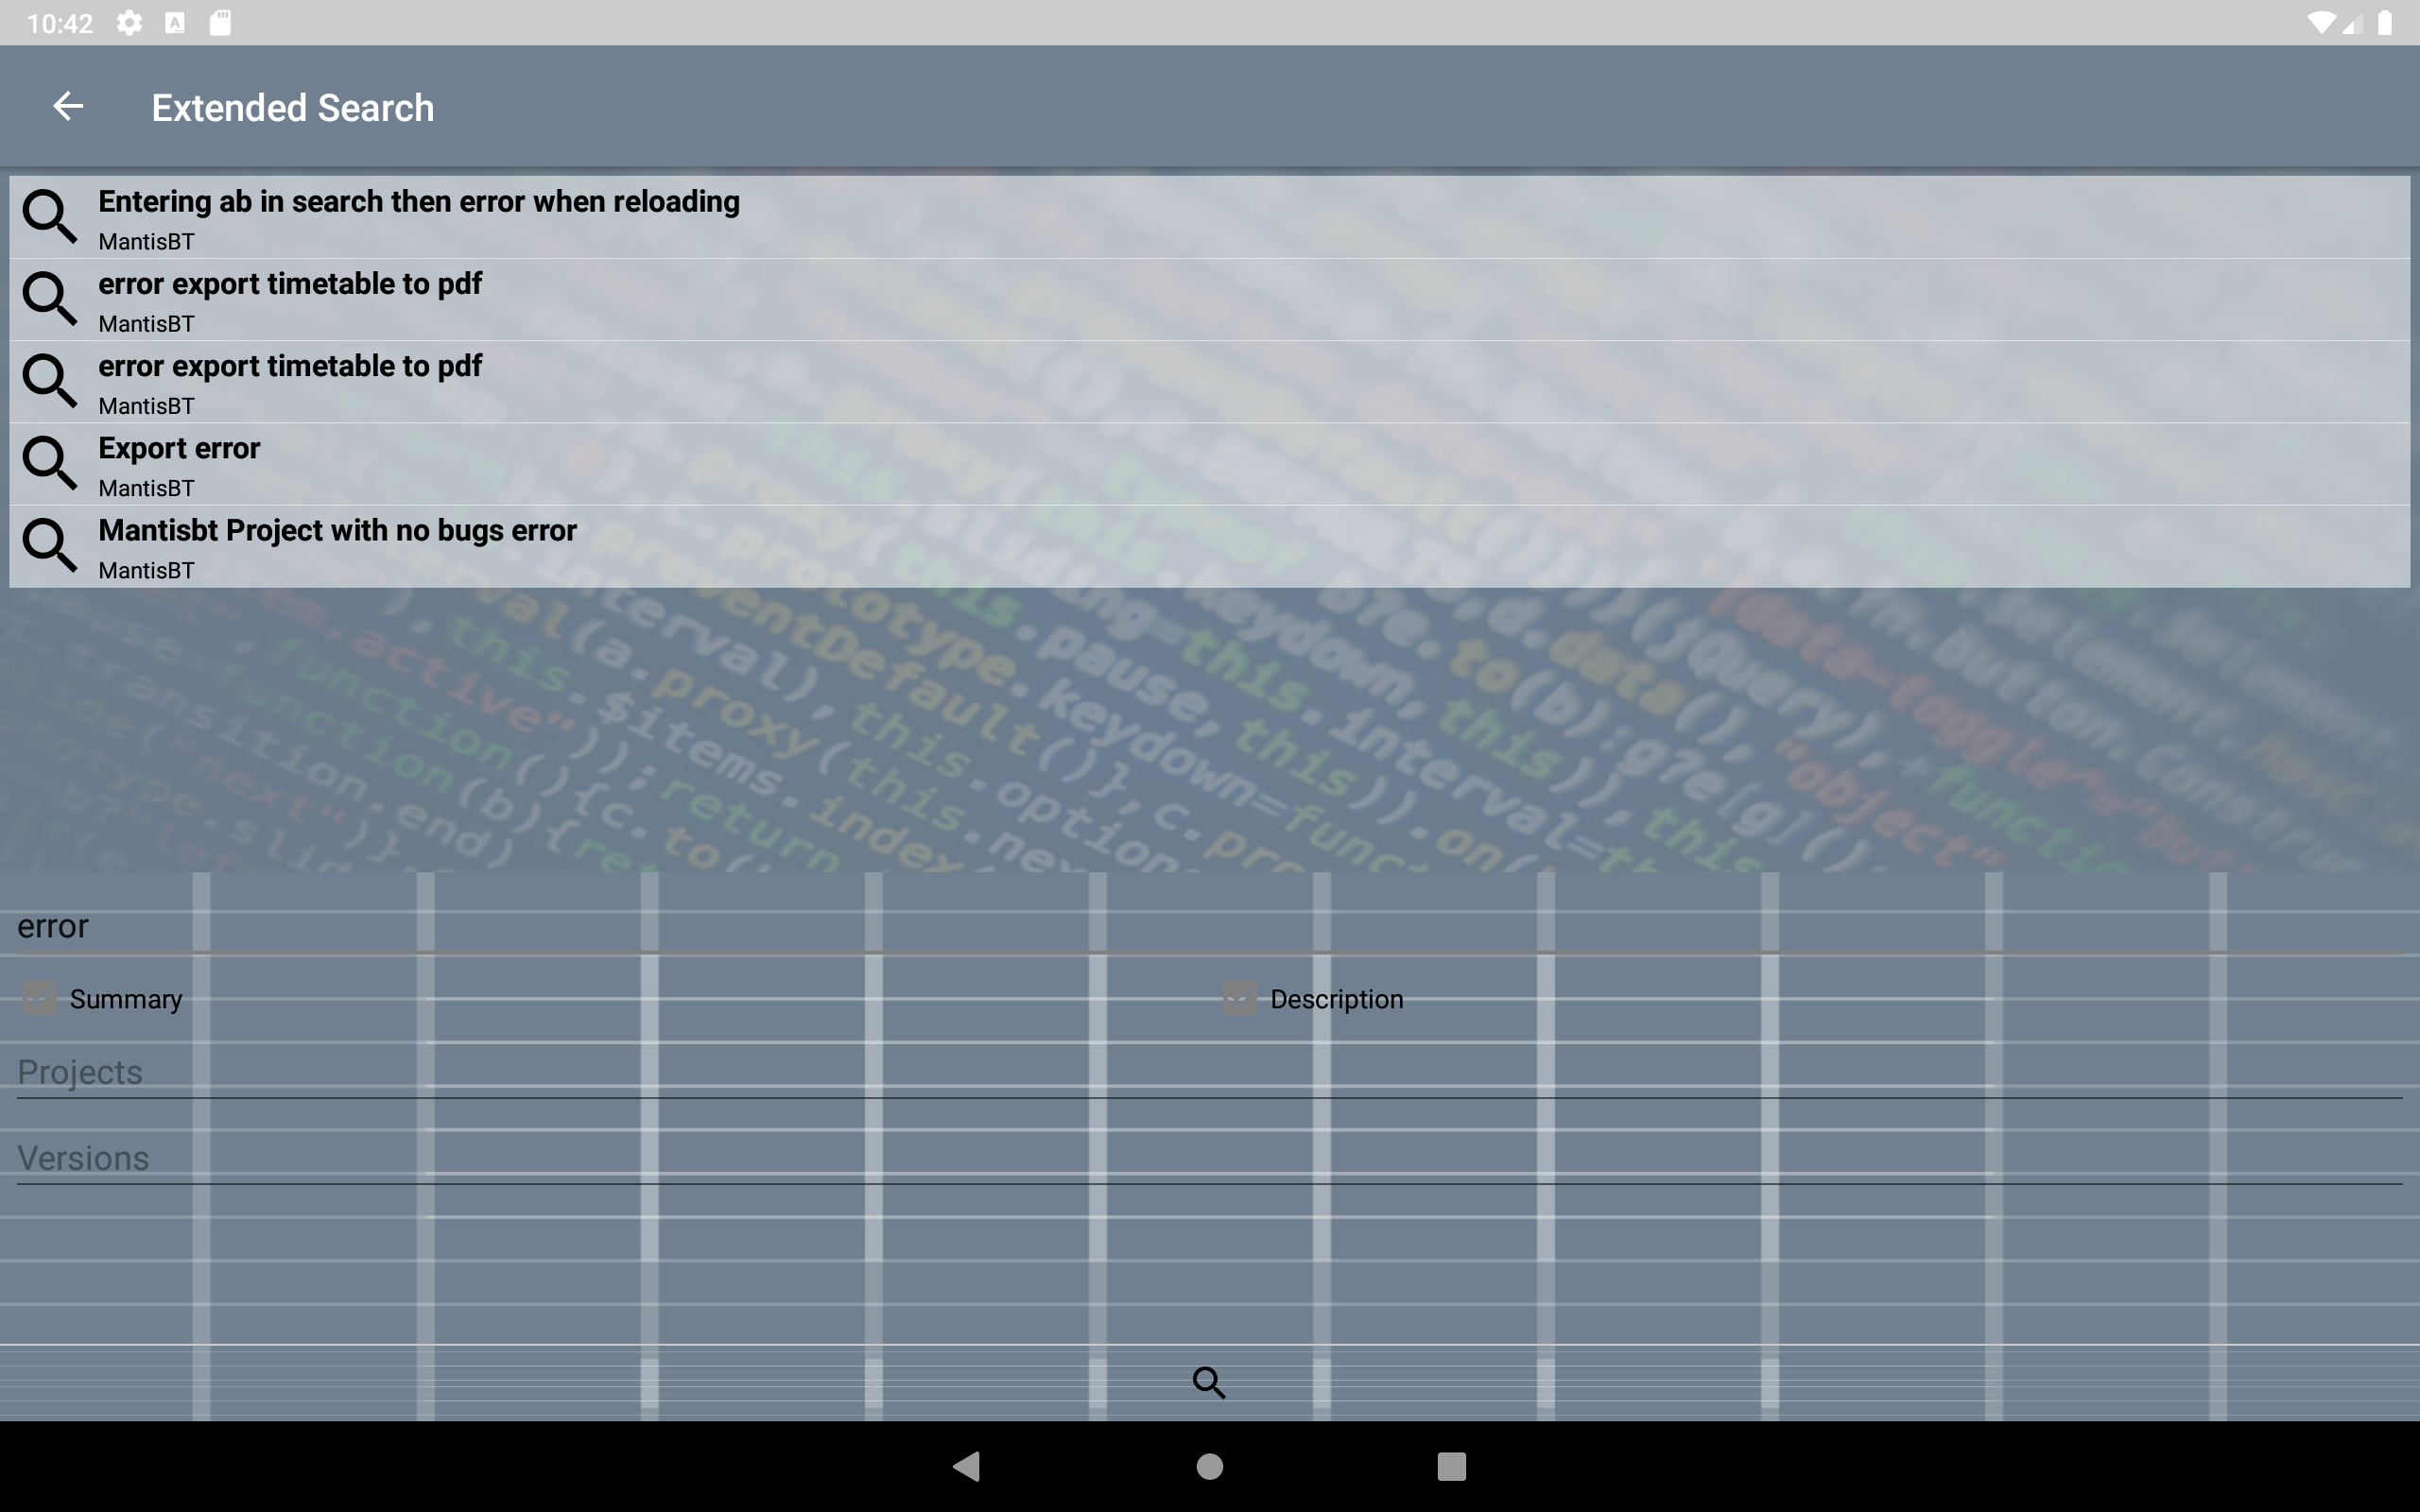 10:42
Extended Search
Entering ab in search then error when reloading
MantisBT
error export timetable to pdf
MantisBT
error export timetable to pdf
MantisBT
Export error
MantisBT
Mantisbt Project with no bugs error
MantisBT
error
Summary
Description
Projects
Versions